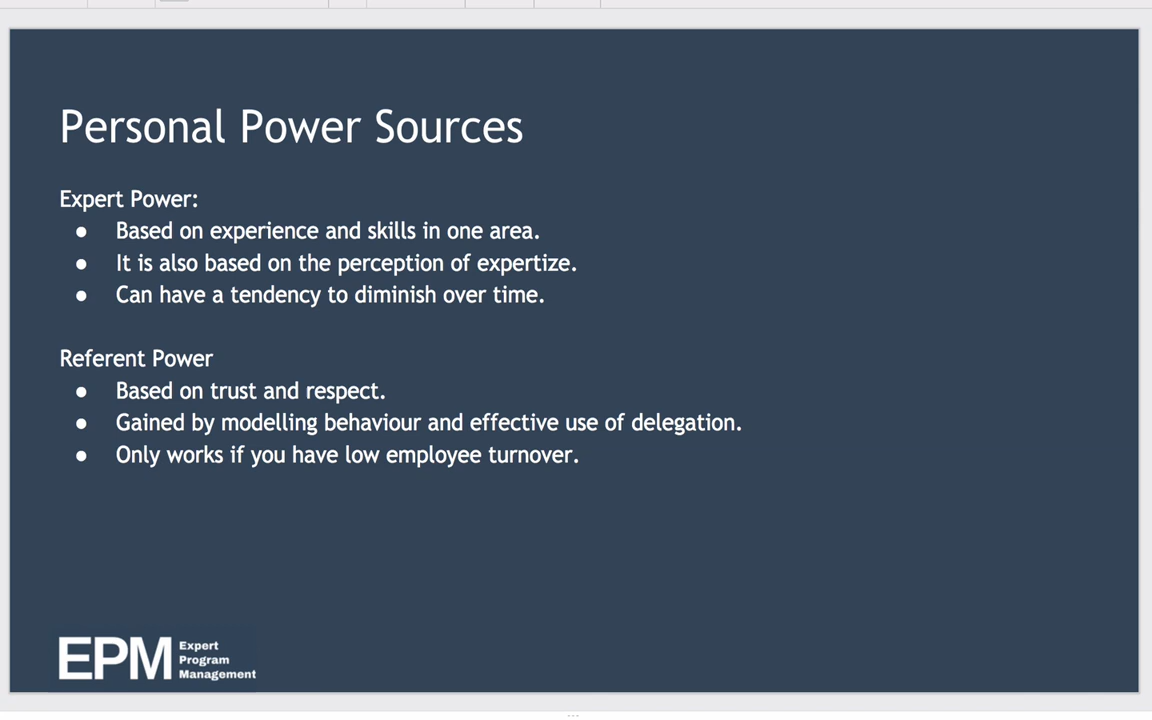 Personal Power Sources
Expert Power:
● Based on experience and skills in one area.
● It is also based on the perception of expertize.
● Can have a tendency to diminish over time.
Referent Power
● Based on trust and respect.
● Gained by modelling behaviour and effective use of delegation.
● Only works if you have low employee turnover.
EPM
Expert
Program
Management